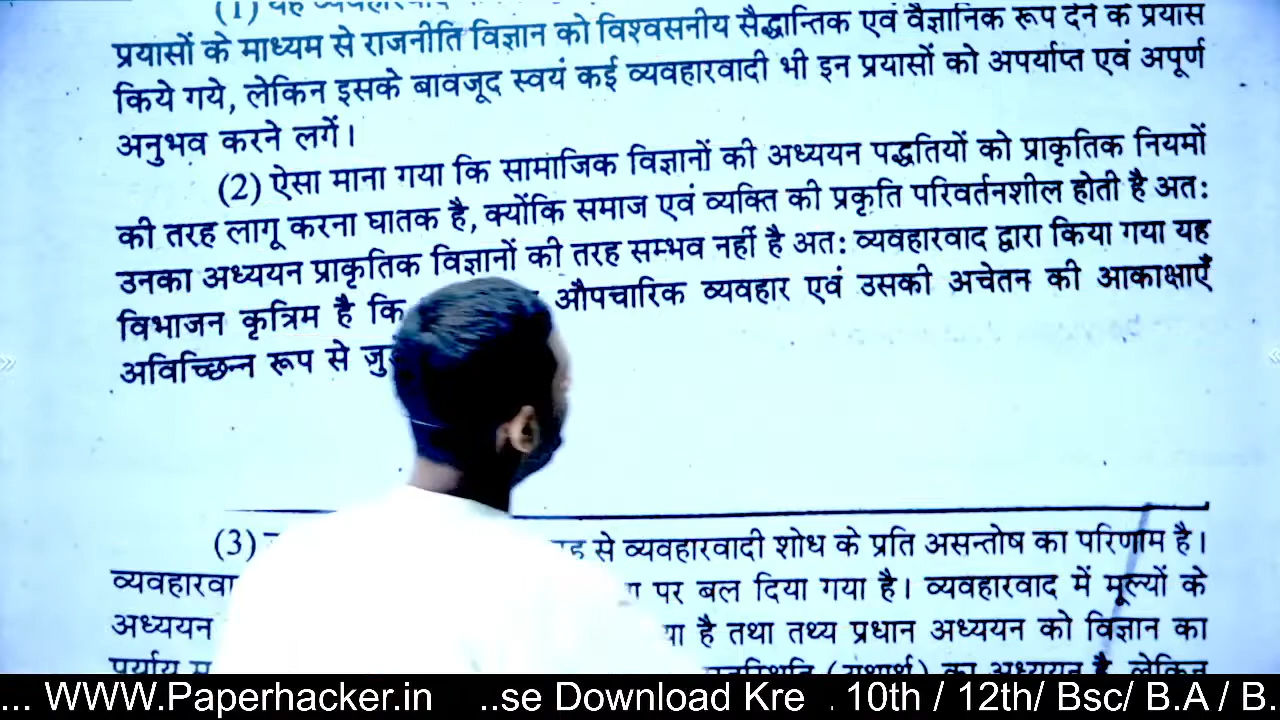 (1) यह
प्रयासों के माध्यम से राजनीति विज्ञान को विश्वसनीय सैद्धान्तिक एवं वैज्ञानिक रूप देने के प्रयास
किये गये, लेकिन इसके बावजूद स्वयं कई व्यवहारवादी भी इन प्रयासों को अपर्याप्त एवं अपूर्ण
अनुभव करने लगें।
(2) ऐसा माना गया कि सामाजिक विज्ञानों की अध्ययन पद्धतियों को प्राकृतिक नियमों
की तरह लागू करना घातक है, क्योंकि समाज एवं व्यक्ति की प्रकृति परिवर्तनशील होती है अतः
उनका अध्ययन प्राकृतिक विज्ञानों की तरह सम्भव नहीं है अतः व्यवहारवाद द्वारा किया गया यह
विभाजन कृत्रिम है कि औपचारिक व्यवहार एवं उसकी अचेतन की आकाक्षाएँ
अविच्छिन्न रूप से
(3) से व्यवहारवादी शोध के प्रति असन्तोष का परिणाम है।
पर बल दिया गया है। व्यवहारवाद में मूल्यों के
अध्ययन है तथा तथ्य प्रधान अध्ययन को विज्ञान का
पर्याय (यथार्थ) का अध्ययन है, लेकिन
... WWW.Paperhacker.in ..se Download Kre . 10th / 12th/ Bsc/ B.A / B.